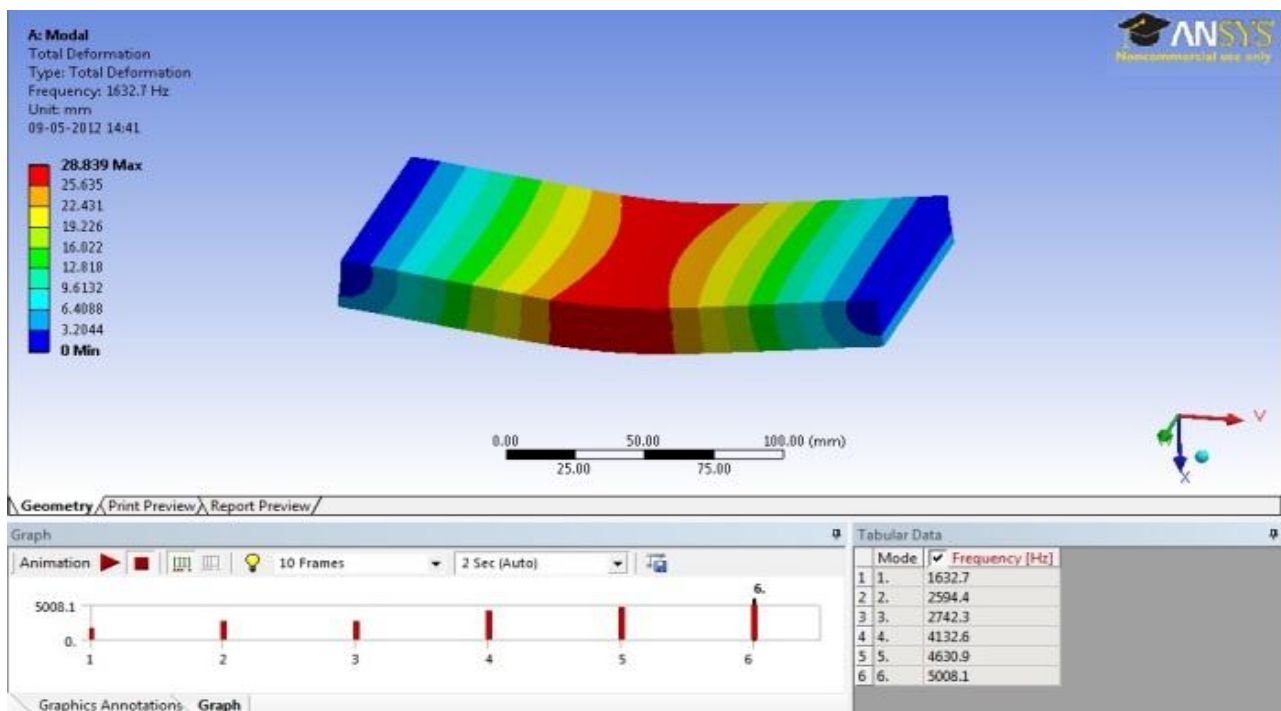 A: Modal
Total Deformation
Type: Total Deformation
Frequency: 1632.7 Hz
Unit: mm
09-05-2012 14:41
ANSYS
Noncommercial use only
28.839 Max
25.635
22.431
19.226
16.022
12.818
9.6132
6.4088
3.2044
0 Min
0.00 50.00 100.00 (mm)
25.00 75.00
X
Geometry Print Preview Report Preview
Graph
Tabular Data
Animation 10 Frames 2 Sec (Auto)
Mode Frequency [Hz]
1 1. 1632.7
2 2. 2594.4
3 3. 2742.3
4 4. 4132.6
5 5. 4630.9
6 6. 5008.1
6.
5008.1
0.
1 2 3 4 5 6
Graphics Annotations Graph